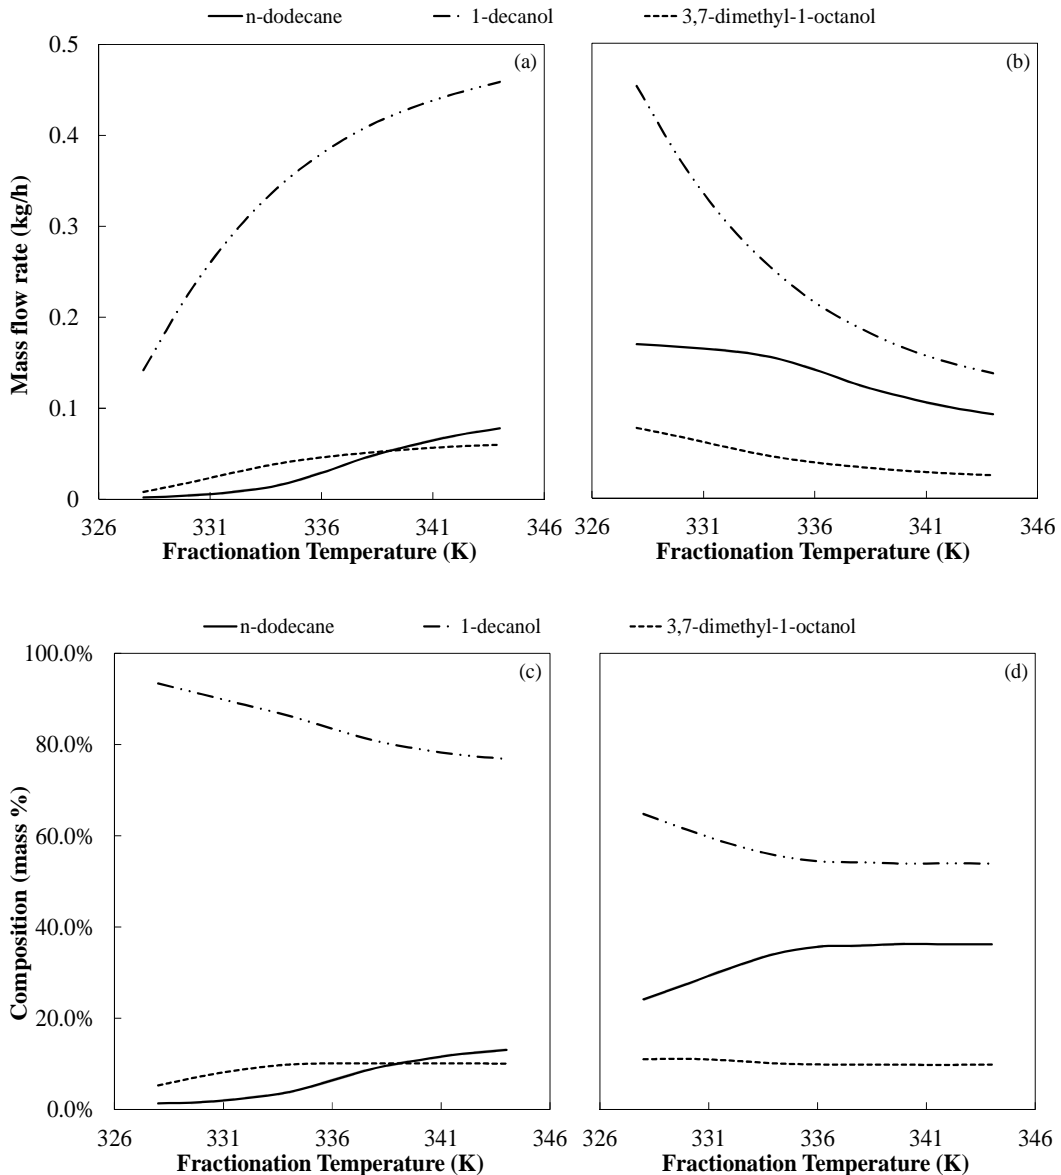 n-dodecane 1-decanol 3,7-dimethyl-1-octanol
0.5 (a) (b)
0.4
0.3
0.2
0.1
0
Mass flow rate (kg/h)
326 331 336 341 346 326 331 336 341 346
Fractionation Temperature (K) Fractionation Temperature (K)
n-dodecane 1-decanol 3,7-dimethyl-1-octanol
100.0% (c) (d)
80.0%
60.0%
40.0%
20.0%
0.0%
Composition (mass %)
326 331 336 341 346 326 331 336 341 346
Fractionation Temperature (K) Fractionation Temperature (K)